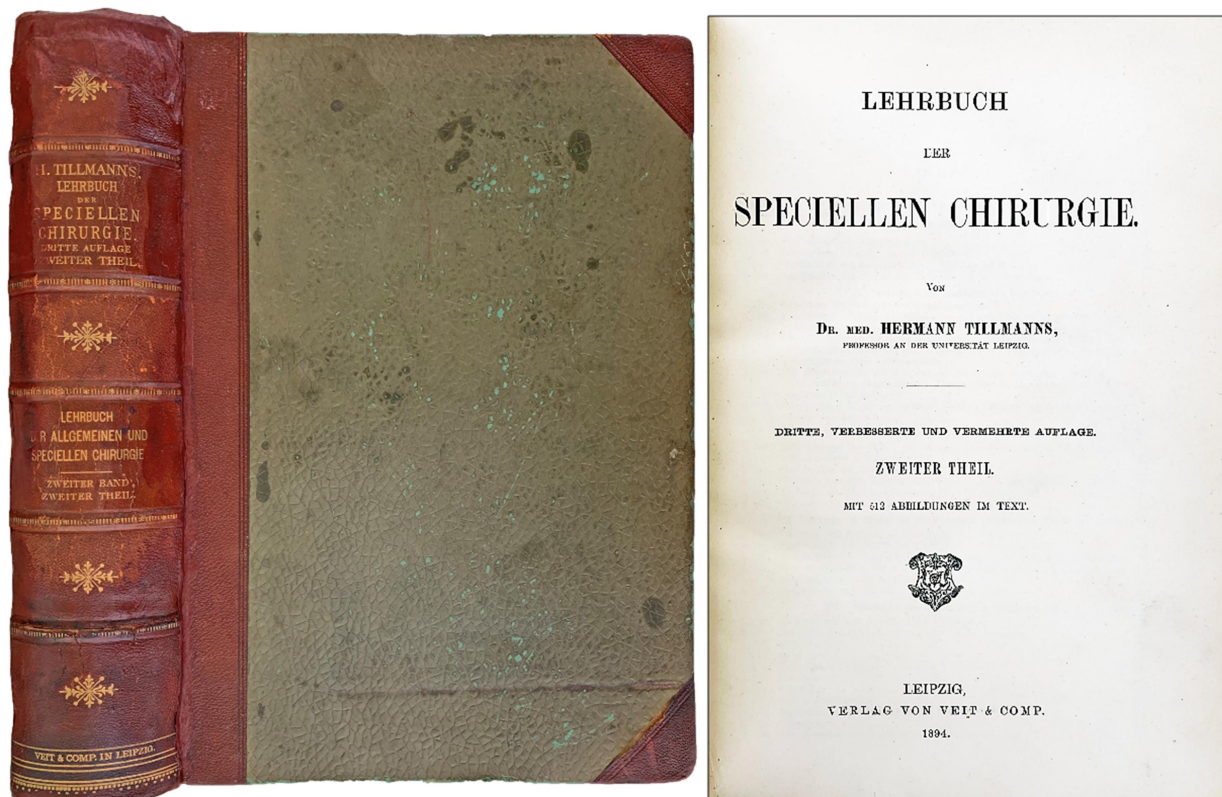 H. TILLMANNS,
LEHRBUCH
DER
SPECIELLEN
CHIRURGIE.
DRITTE AUFLAGE
ZWEITER THEIL.
LEHRBUCH
DER ALLGEMEINEN UND
SPECIELLEN CHIRURGIE
ZWEITER BAND,
ZWEITER THEIL.
VEIT & COMP. IN LEIPZIG.
LEHRBUCH
DER
SPECIELLEN CHIRURGIE.
VON
DR. MED. HERMANN TILLMANNS,
PROFESSOR AN DER UNIVERSITÄT LEIPZIG.
DRITTE, VERBESSERTE UND VERMEHRTE AUFLAGE.
ZWEITER THEIL.
MIT 513 ABBILDUNGEN IM TEXT.
LEIPZIG,
VERLAG VON VEIT & COMP.
1894.